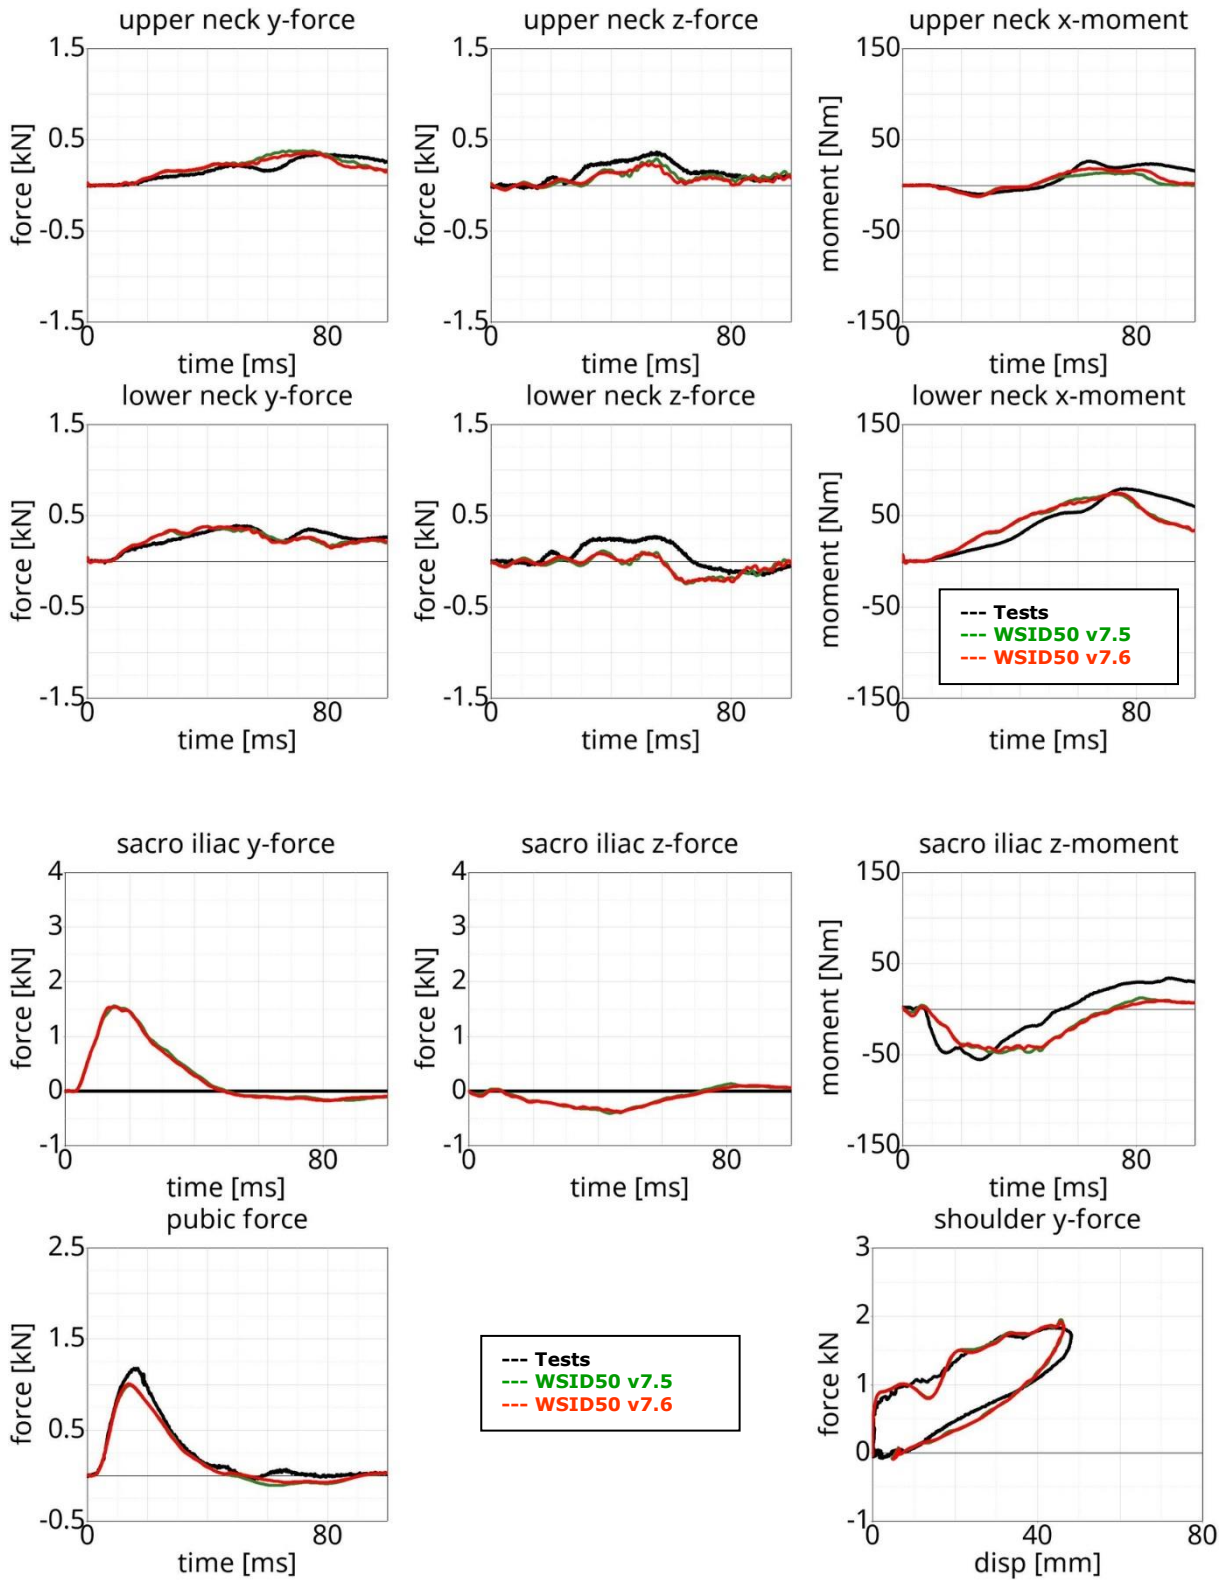 upper neck y-force
upper neck z-force
upper neck x-moment
1.5
0.5
-0.5
-1.5
force [kN]
0
80
time [ms]
1.5
0.5
-0.5
-1.5
force [kN]
0
80
time [ms]
150
50
-50
-150
moment [Nm]
0
80
time [ms]
lower neck y-force
lower neck z-force
lower neck x-moment
1.5
0.5
-0.5
-1.5
force [kN]
0
80
time [ms]
1.5
0.5
-0.5
-1.5
force [kN]
0
80
time [ms]
150
50
-50
-150
moment [Nm]
0
80
time [ms]
--- Tests
--- WSID50 v7.5
--- WSID50 v7.6
sacro iliac y-force
sacro iliac z-force
sacro iliac z-moment
4
3
2
1
0
-1
force [kN]
0
80
time [ms]
4
3
2
1
0
-1
force [kN]
0
80
time [ms]
150
50
-50
-150
moment [Nm]
0
80
time [ms]
pubic force
shoulder y-force
2.5
1.5
0.5
-0.5
force [kN]
0
80
time [ms]
--- Tests
--- WSID50 v7.5
--- WSID50 v7.6
3
2
1
0
-1
force kN
0
40
80
disp [mm]